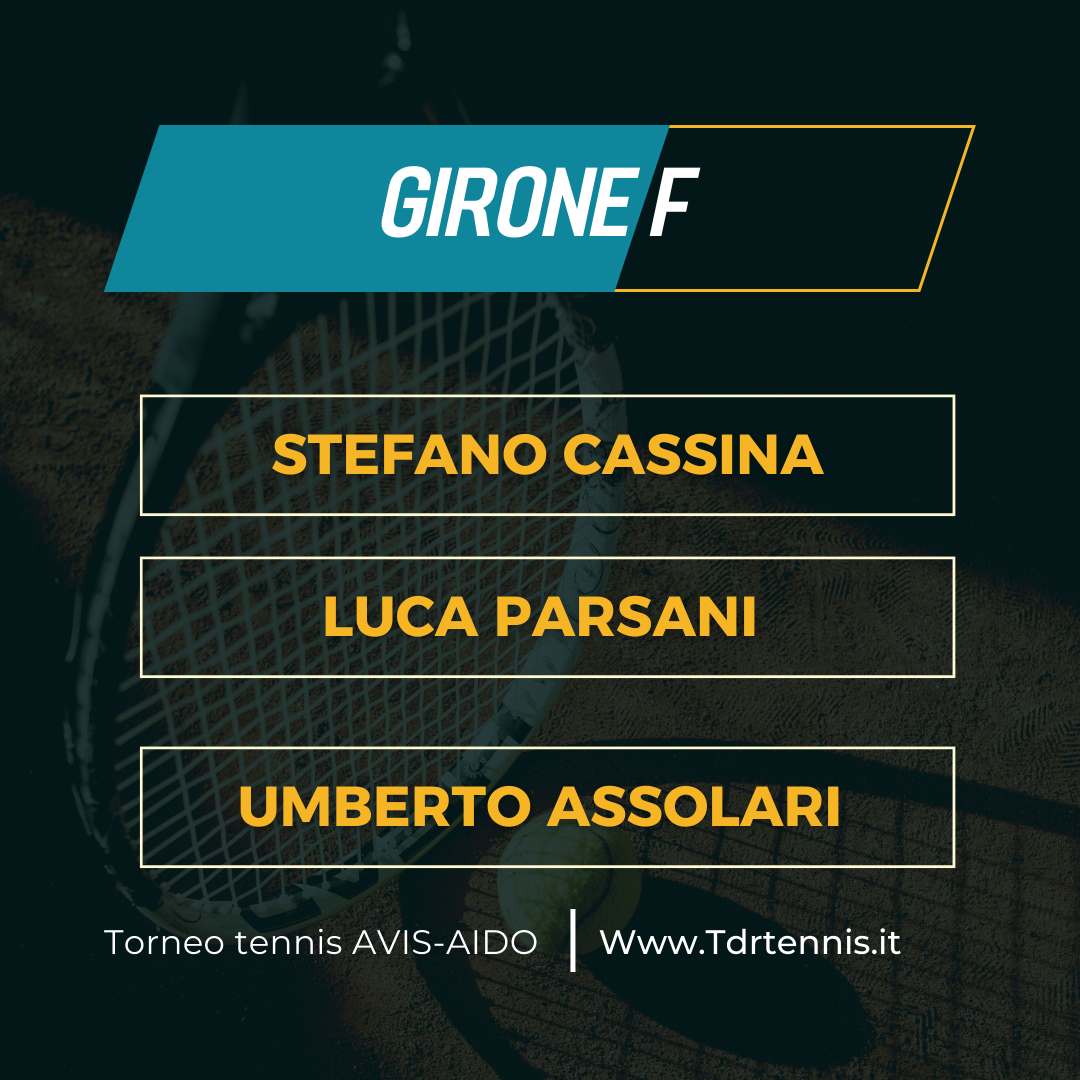 GIRONE F
STEFANO CASSINA
LUCA PARSANI
UMBERTO ASSOLARI
Torneo tennis AVIS-AIDO
Www.Tdrtennis.it